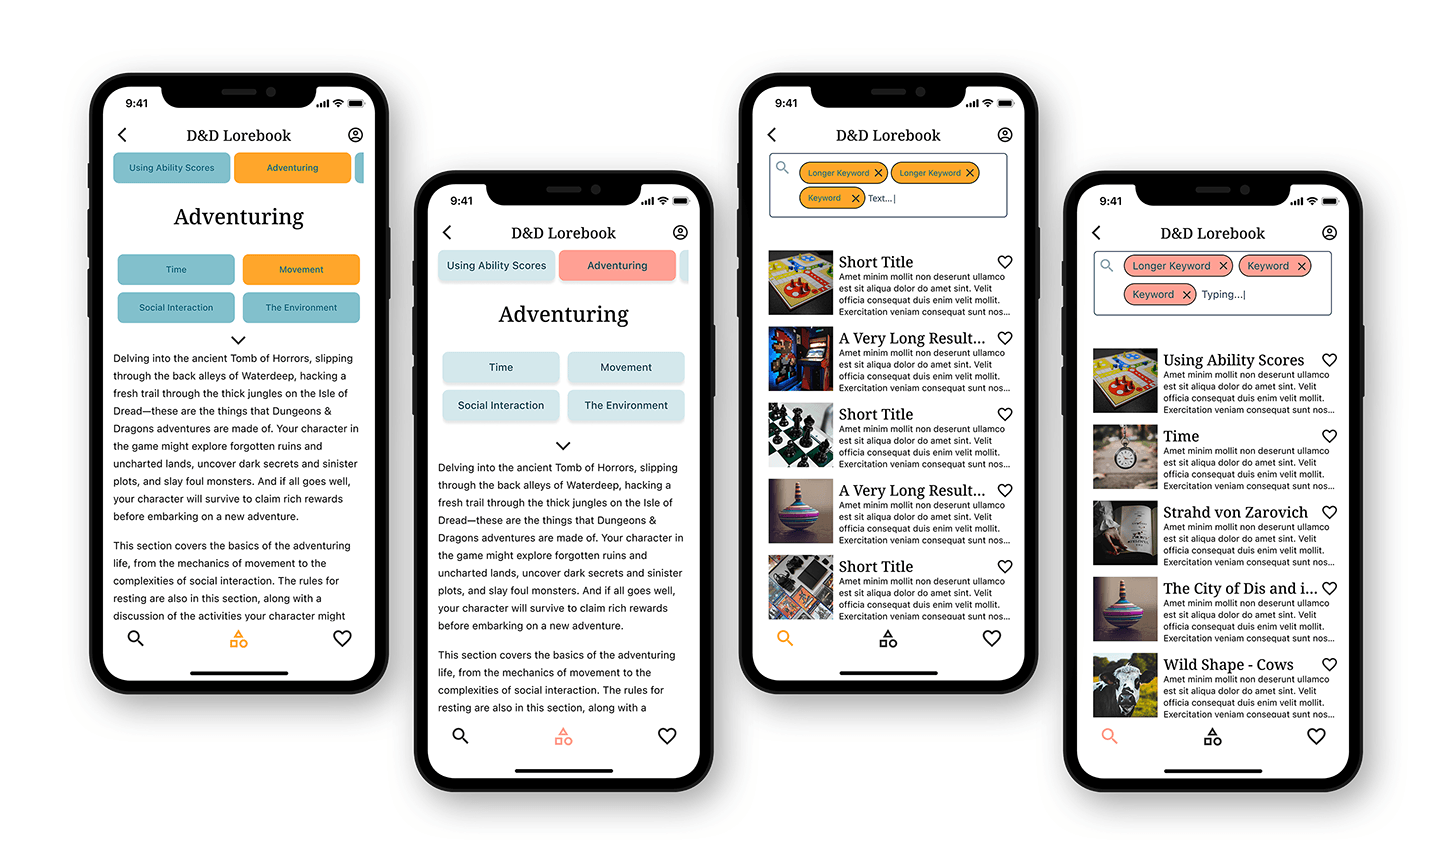 9:41
D&D Lorebook
Using Ability Scores
Adventuring
Adventuring
Time
Movement
Social Interaction
The Environment
Delving into the ancient Tomb of Horrors, slipping
through the back alleys of Waterdeep, hacking a
fresh trail through the thick jungles on the Isle of
Dread—these are the things that Dungeons &
Dragons adventures are made of. Your character in
the game might explore forgotten ruins and
uncharted lands, uncover dark secrets and sinister
plots, and slay foul monsters. And if all goes well,
your character will survive to claim rich rewards
before embarking on a new adventure.
This section covers the basics of the adventuring
life, from the mechanics of movement to the
complexities of social interaction. The rules for
resting are also in this section, along with a
discussion of the activities your character might
9:41
D&D Lorebook
Using Ability Scores
Adventuring
Adventuring
Time
Movement
Social Interaction
The Environment
Delving into the ancient Tomb of Horrors, slipping
through the back alleys of Waterdeep, hacking a
fresh trail through the thick jungles on the Isle of
Dread—these are the things that Dungeons &
Dragons adventures are made of. Your character in
the game might explore forgotten ruins and
uncharted lands, uncover dark secrets and sinister
plots, and slay foul monsters. And if all goes well,
your character will survive to claim rich rewards
before embarking on a new adventure.
This section covers the basics of the adventuring
life, from the mechanics of movement to the
complexities of social interaction. The rules for
resting are also in this section, along with a
9:41
D&D Lorebook
Longer Keyword
Longer Keyword
Keyword
Text...
Short Title
Amet minim mollit non deserunt ullamco
est sit aliqua dolor do amet sint. Velit
officia consequat duis enim velit mollit.
Exercitation veniam consequat sunt nos...
A Very Long Result...
Amet minim mollit non deserunt ullamco
est sit aliqua dolor do amet sint. Velit
officia consequat duis enim velit mollit.
Exercitation veniam consequat sunt nos...
Short Title
Amet minim mollit non deserunt ullamco
est sit aliqua dolor do amet sint. Velit
officia consequat duis enim velit mollit.
Exercitation veniam consequat sunt nos...
A Very Long Result...
Amet minim mollit non deserunt ullamco
est sit aliqua dolor do amet sint. Velit
officia consequat duis enim velit mollit.
Exercitation veniam consequat sunt nos...
Short Title
Amet minim mollit non deserunt ullamco
est sit aliqua dolor do amet sint. Velit
officia consequat duis enim velit mollit.
Exercitation veniam consequat sunt nos...
9:41
D&D Lorebook
Longer Keyword
Keyword
Keyword
Typing...
Using Ability Scores
Amet minim mollit non deserunt ullamco
est sit aliqua dolor do amet sint. Velit
officia consequat duis enim velit mollit.
Exercitation veniam consequat sunt nos...
Time
Amet minim mollit non deserunt ullamco
est sit aliqua dolor do amet sint. Velit
officia consequat duis enim velit mollit.
Exercitation veniam consequat sunt nos...
Strahd von Zarovich
Amet minim mollit non deserunt ullamco
est sit aliqua dolor do amet sint. Velit
officia consequat duis enim velit mollit.
Exercitation veniam consequat sunt nos...
The City of Dis and i...
Amet minim mollit non deserunt ullamco
est sit aliqua dolor do amet sint. Velit
officia consequat duis enim velit mollit.
Exercitation veniam consequat sunt nos...
Wild Shape - Cows
Amet minim mollit non deserunt ullamco
est sit aliqua dolor do amet sint. Velit
officia consequat duis enim velit mollit.
Exercitation veniam consequat sunt nos...